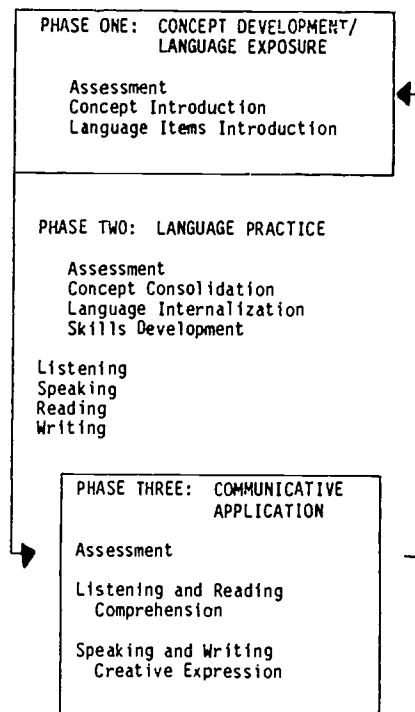 PHASE ONE: CONCEPT DEVELOPMENT/
LANGUAGE EXPOSURE
Assessment
Concept Introduction
Language Items Introduction
PHASE TWO: LANGUAGE PRACTICE
Assessment
Concept Consolidation
Language Internalization
Skills Development
Listening
Speaking
Reading
Writing
PHASE THREE: COMMUNICATIVE
APPLICATION
Assessment
Listening and Reading
Comprehension
Speaking and Writing
Creative Expression